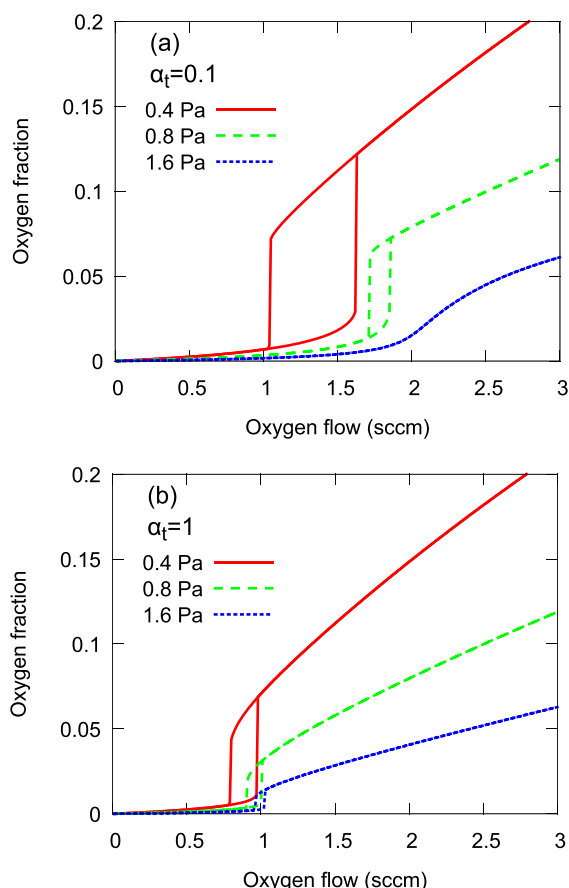 0.2
(a)
αt=0.1
0.15
0.4 Pa
0.8 Pa
1.6 Pa
Oxygen fraction
0.1
0.05
0
0 0.5 1 1.5 2 2.5 3
Oxygen flow (sccm)
0.2
(b)
αt=1
0.15
0.4 Pa
0.8 Pa
1.6 Pa
Oxygen fraction
0.1
0.05
0
0 0.5 1 1.5 2 2.5 3
Oxygen flow (sccm)